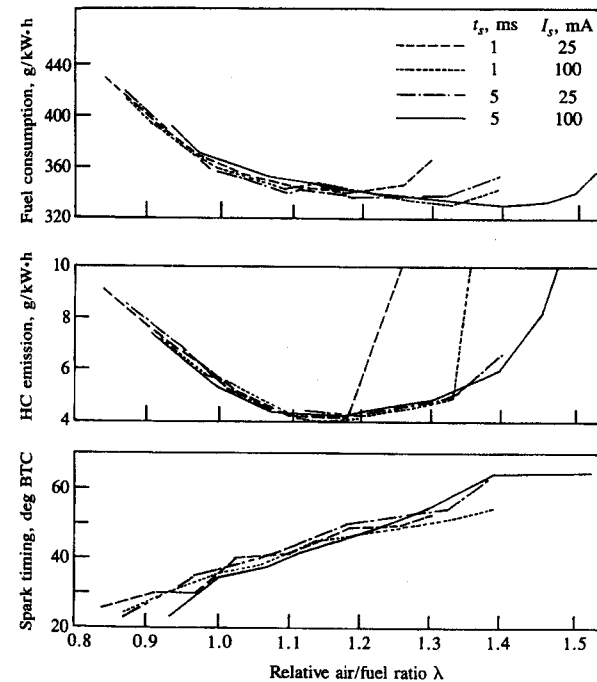 Fuel consumption, g/kW·h
440
400
360
320
t_s, ms I_s, mA
1 25
1 100
5 25
5 100
HC emission, g/kW·h
10
8
6
4
Spark timing, deg BTC
60
40
20
0.8 0.9 1.0 1.1 1.2 1.3 1.4 1.5
Relative air/fuel ratio λ